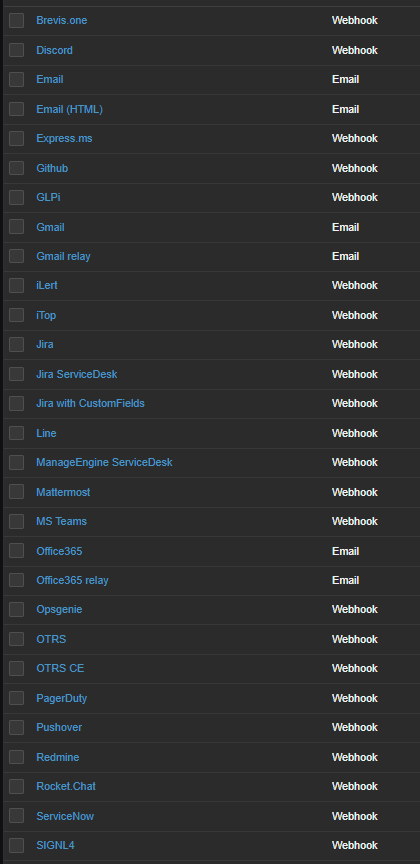 Brevis.one Webhook
Discord Webhook
Email Email
Email (HTML) Email
Express.ms Webhook
Github Webhook
GLPi Webhook
Gmail Email
Gmail relay Email
iLert Webhook
iTop Webhook
Jira Webhook
Jira ServiceDesk Webhook
Jira with CustomFields Webhook
Line Webhook
ManageEngine ServiceDesk Webhook
Mattermost Webhook
MS Teams Webhook
Office365 Email
Office365 relay Email
Opsgenie Webhook
OTRS Webhook
OTRS CE Webhook
PagerDuty Webhook
Pushover Webhook
Redmine Webhook
Rocket.Chat Webhook
ServiceNow Webhook
SIGNL4 Webhook